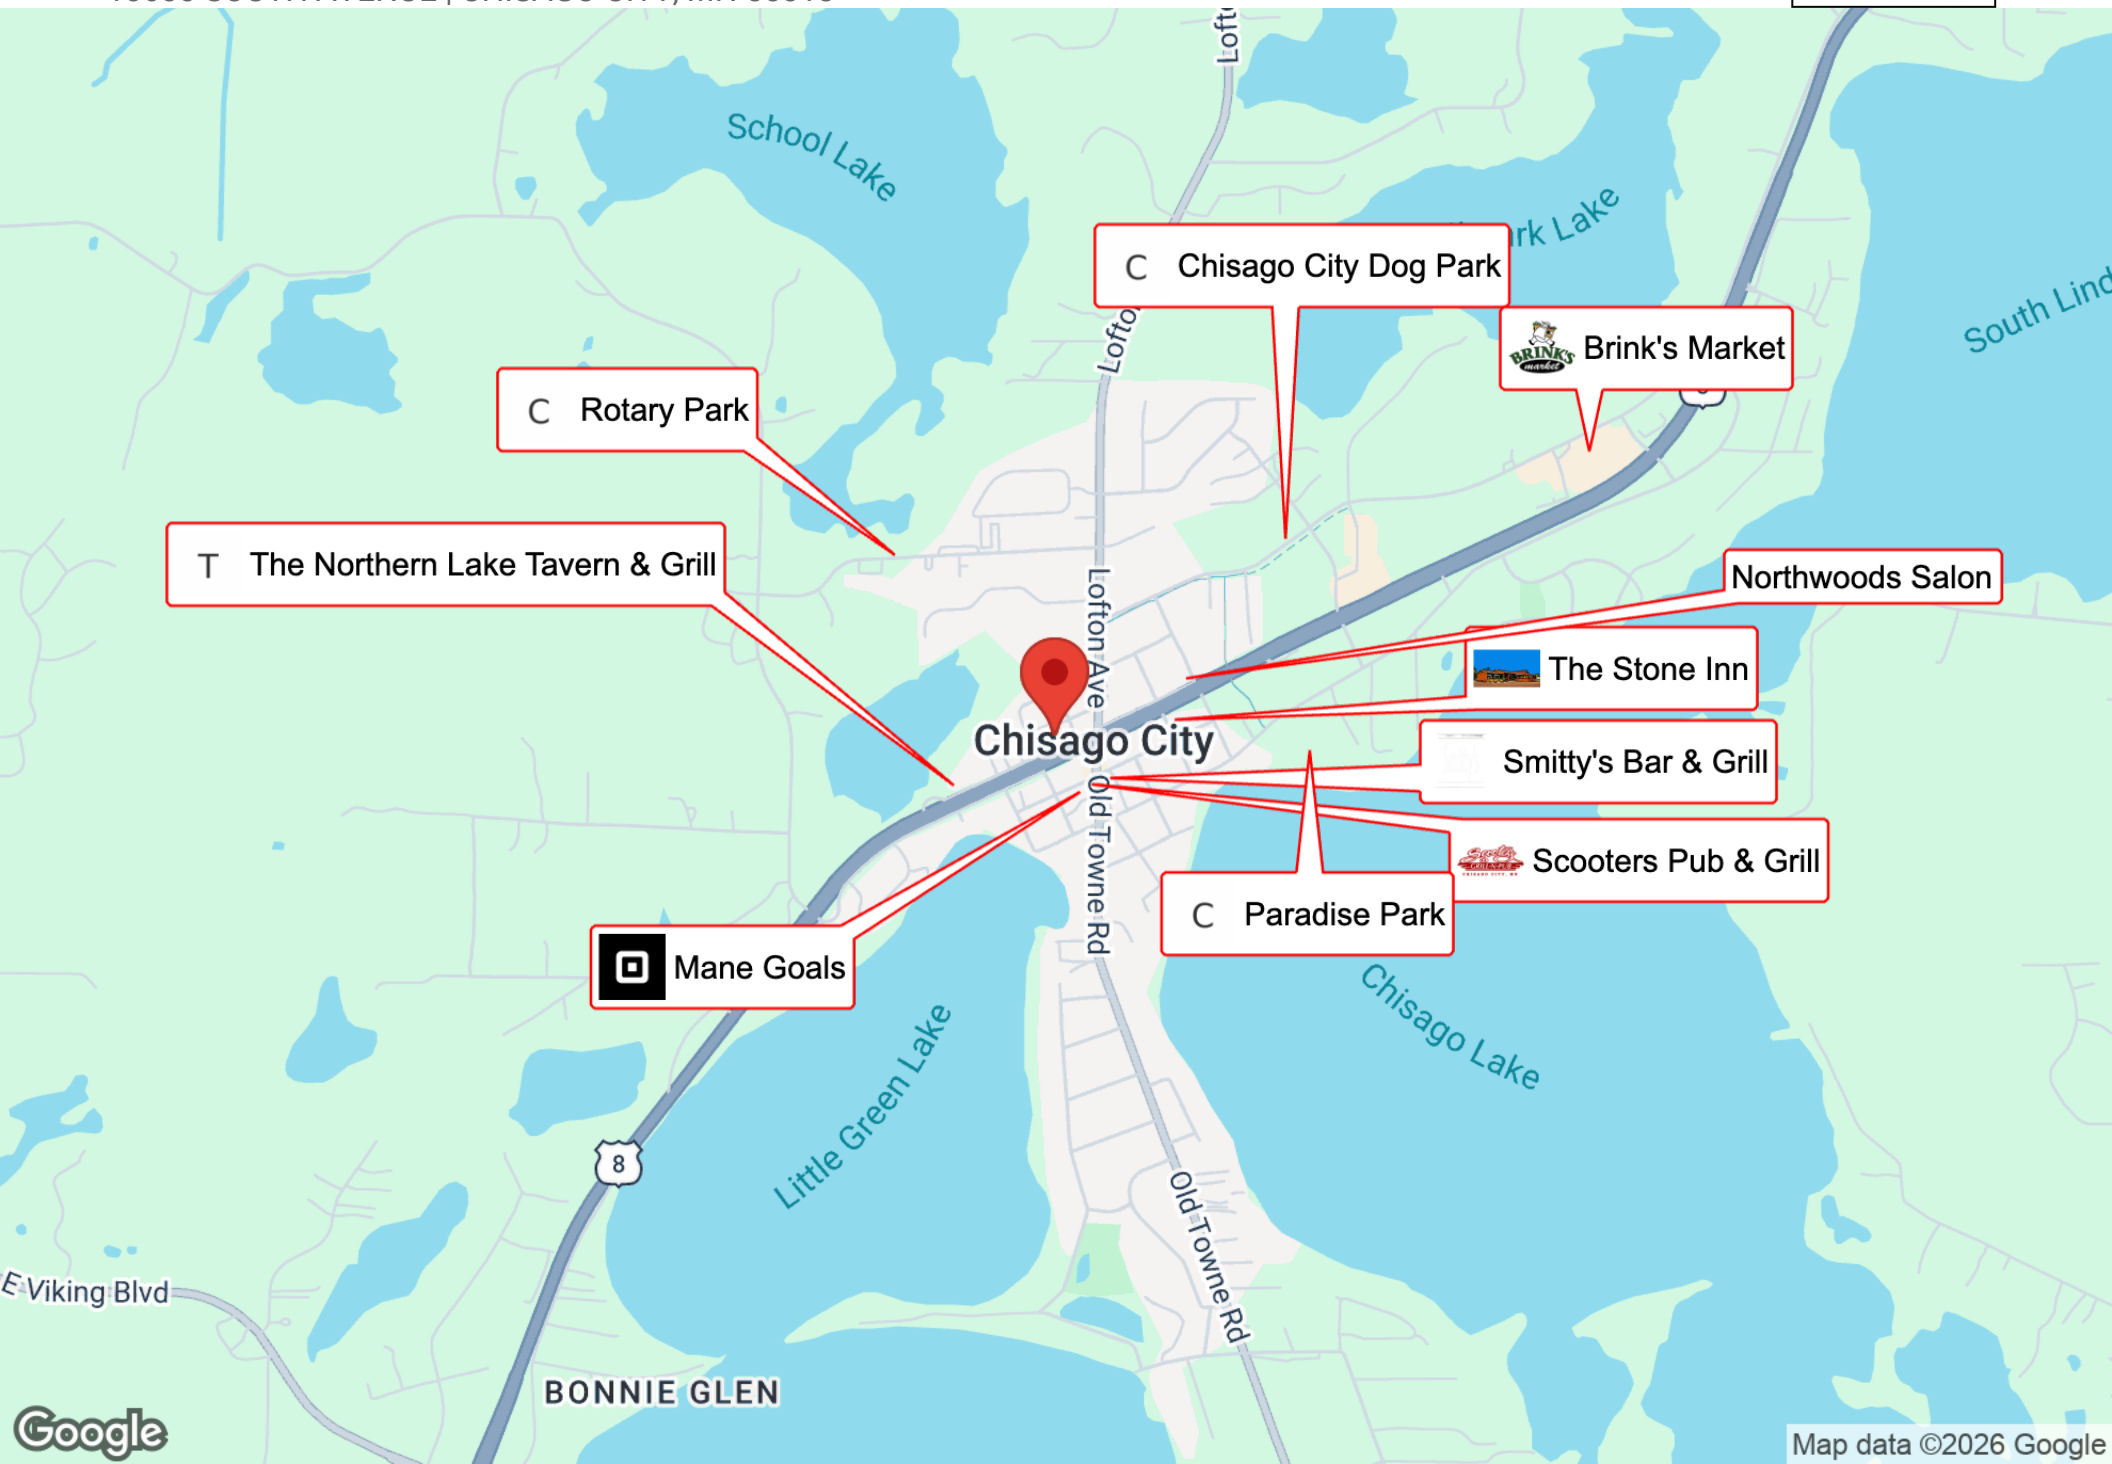 Lofto
School Lake
rk Lake
C Chisago City Dog Park
South Lind
Lofto
BRINK'S market Brink's Market
C Rotary Park
T The Northern Lake Tavern & Grill
Northwoods Salon
Lofton Ave
The Stone Inn
Chisago City
Smitty's Bar & Grill
Old Towne Rd
Scooters Pub & Grill
C Paradise Park
Mane Goals
Chisago Lake
Little Green Lake
8
Old Towne Rd
E Viking Blvd
BONNIE GLEN
Google
Map data ©2026 Google